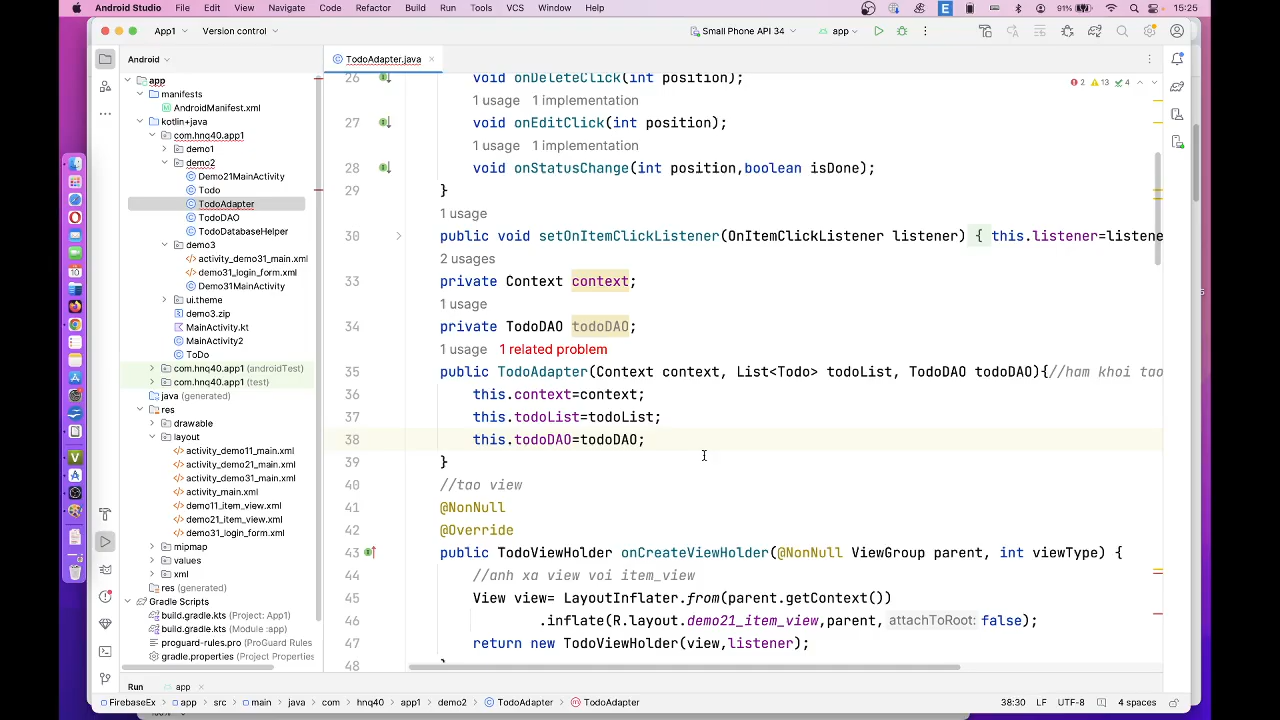 Android Studio File Edit View Navigate Code Refactor Build Run Tools VCS Window Help E 91% 15:25
App1 Version control Small Phone API 34 app
Android TodoAdapter.java
app
manifests
AndroidManifest.xml
kotlin+java
com.hnq40.app1
demo1
demo2
Demo21MainActivity
Todo
TodoAdapter
TodoDAO
TodoDatabaseHelper
demo3
activity_demo31_main.xml
demo31_login_form.xml
Demo31MainActivity
ui.theme
demo3.zip
MainActivity.kt
MainActivity2
ToDo
com.hnq40.app1 (androidTest)
com.hnq40.app1 (test)
java (generated)
res
drawable
layout
activity_demo11_main.xml
activity_demo21_main.xml
activity_demo31_main.xml
activity_main.xml
demo11_item_view.xml
demo21_item_view.xml
demo31_login_form.xml
mipmap
values
xml
res (generated)
Gradle Scripts
build.gradle.kts (Project: App1)
build.gradle.kts (Module :app)
proguard-rules.pro (ProGuard Rules
gradle.properties (Project Properties
2 13 4
26 void onDeleteClick(int position);
1 usage 1 implementation
27 void onEditClick(int position);
1 usage 1 implementation
28 void onStatusChange(int position,boolean isDone);
29 }
1 usage
30 public void setOnItemClickListener(OnItemClickListener listener) { this.listener=listene
2 usages
33 private Context context;
1 usage
34 private TodoDAO todoDAO;
1 usage 1 related problem
35 public TodoAdapter(Context context, List<Todo> todoList, TodoDAO todoDAO){//ham khoi tao
36 this.context=context;
37 this.todoList=todoList;
38 this.todoDAO=todoDAO;
39 }
40 //tao view
41 @NonNull
42 @Override
43 public TodoViewHolder onCreateViewHolder(@NonNull ViewGroup parent, int viewType) {
44 //anh xa view voi item_view
45 View view= LayoutInflater.from(parent.getContext())
46 .inflate(R.layout.demo21_item_view,parent, attachToRoot: false);
47 return new TodoViewHolder(view,listener);
48
Run app
FirebaseEx app src main java com hnq40 app1 demo2 TodoAdapter TodoAdapter 38:30 LF UTF-8 4 spaces